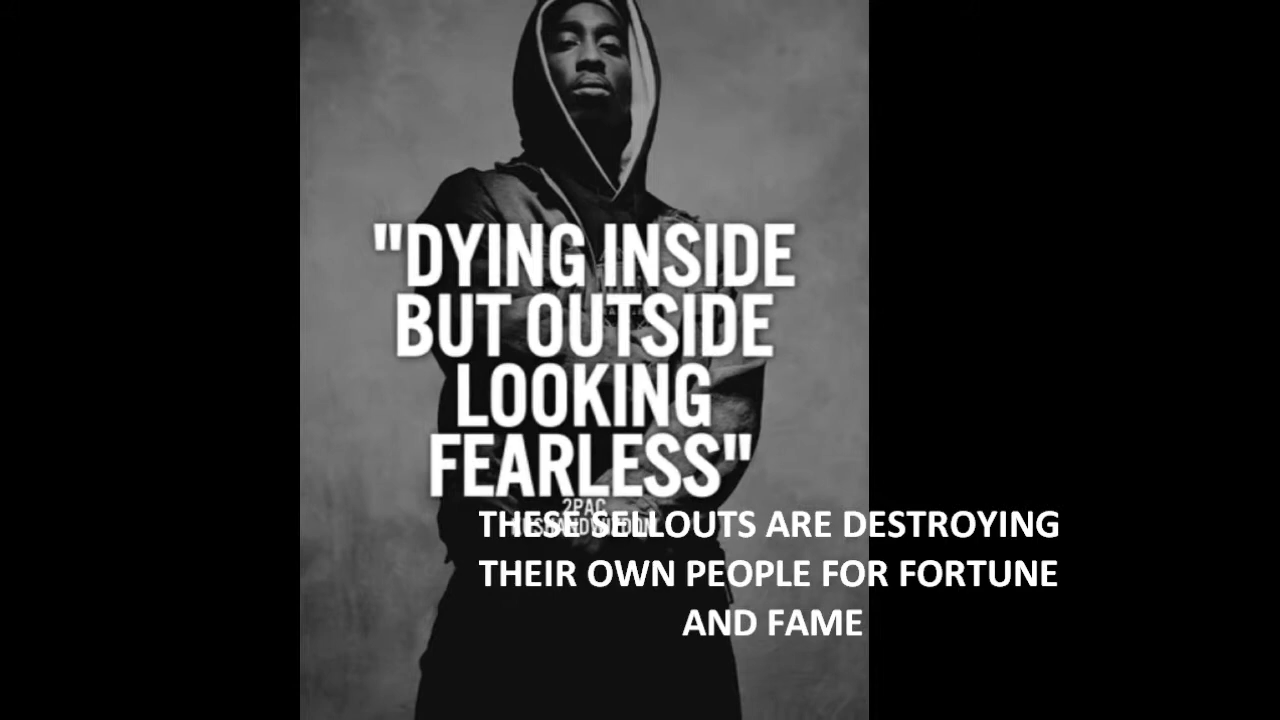 "DYING INSIDE
BUT OUTSIDE
LOOKING
FEARLESS"
2PAC
THESE SELLOUTS ARE DESTROYING
THEIR OWN PEOPLE FOR FORTUNE
AND FAME